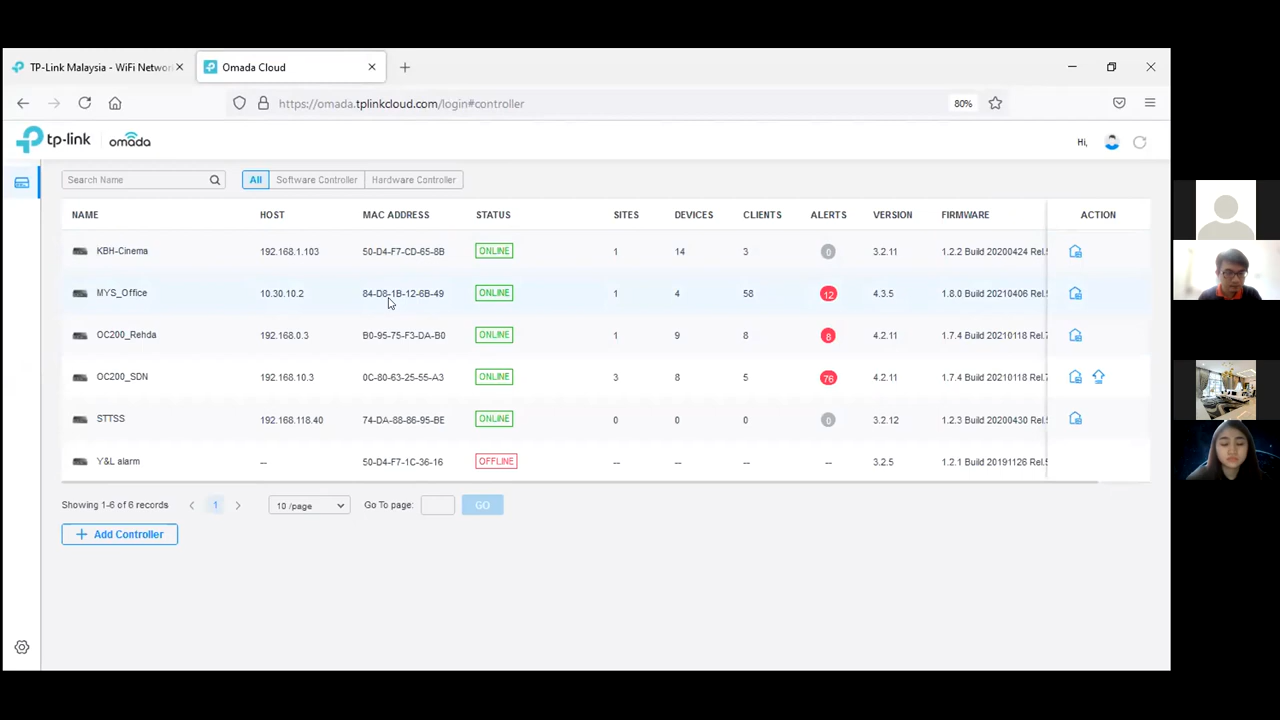 TP-Link Malaysia - WiFi Networ
Omada Cloud
https://omada.tplinkcloud.com/login#controller
80%
tp-link omada
Hi,
Search Name
All Software Controller Hardware Controller
NAME HOST MAC ADDRESS STATUS SITES DEVICES CLIENTS ALERTS VERSION FIRMWARE ACTION
KBH-Cinema 192.168.1.103 50-D4-F7-CD-65-8B ONLINE 1 14 3 0 3.2.11 1.2.2 Build 20200424 Rel.
MYS_Office 10.30.10.2 84-D8-1B-12-6B-49 ONLINE 1 4 58 12 4.3.5 1.8.0 Build 20210406 Rel.
OC200_Rehda 192.168.0.3 B0-95-75-F3-DA-B0 ONLINE 1 9 8 8 4.2.11 1.7.4 Build 20210118 Rel.
OC200_SDN 192.168.10.3 0C-80-63-25-55-A3 ONLINE 3 8 5 76 4.2.11 1.7.4 Build 20210118 Rel.
STTSS 192.168.118.40 74-DA-88-86-95-BE ONLINE 0 0 0 0 3.2.12 1.2.3 Build 20200430 Rel.
Y&L alarm -- 50-D4-F7-1C-36-16 OFFLINE -- -- -- -- 3.2.5 1.2.1 Build 20191126 Rel.
Showing 1-6 of 6 records 1 10 /page Go To page: GO
+ Add Controller